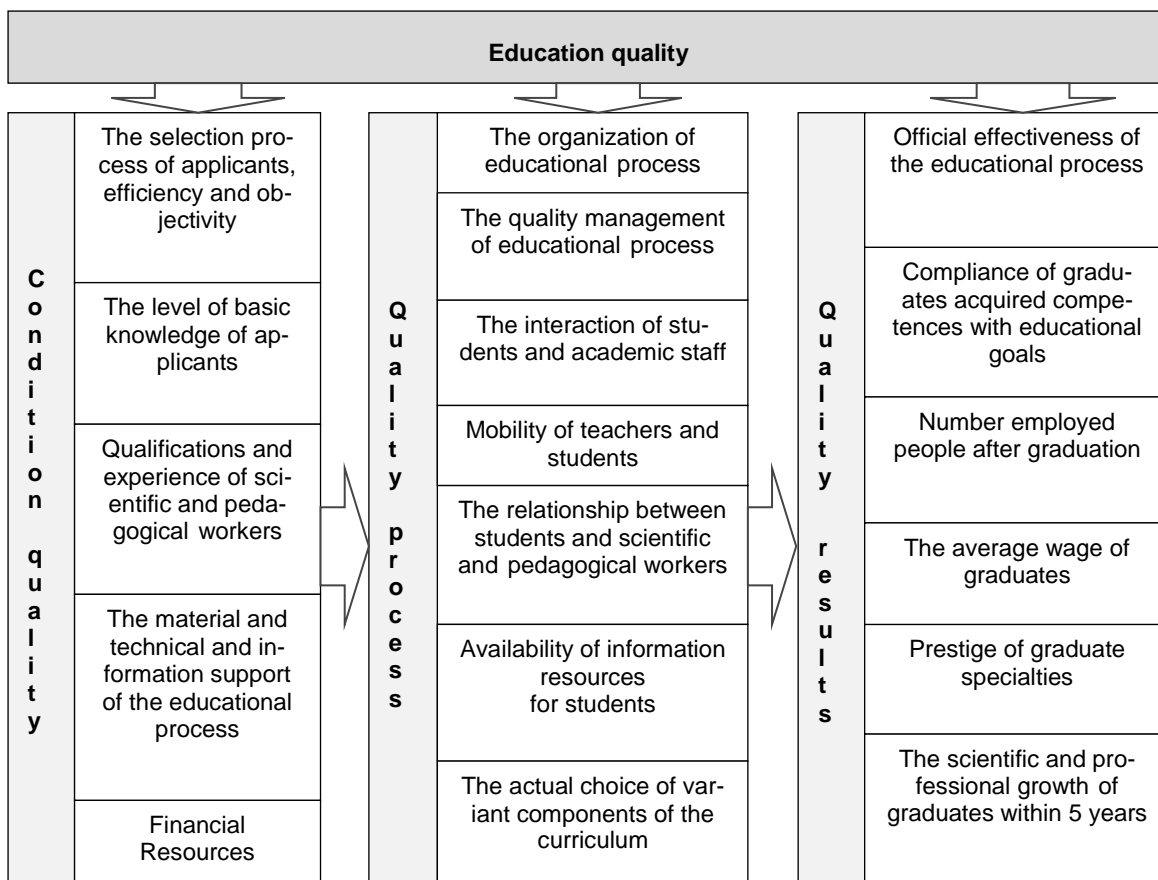 Education quality
Condition quality
The selection pro-
cess of applicants,
efficiency and ob-
jectivity
The level of basic
knowledge of ap-
plicants
Qualifications and
experience of sci-
entific and peda-
gogical workers
The material and
technical and in-
formation support
of the educational
process
Financial
Resources
Quality process
The organization of
educational process
The quality management
of educational process
The interaction of stu-
dents and academic staff
Mobility of teachers and
students
The relationship between
students and scientific
and pedagogical workers
Availability of information
resources
for students
The actual choice of var-
iant components of the
curriculum
Quality results
Official effectiveness of
the educational process
Compliance of gradu-
ates acquired compe-
tences with educational
goals
Number employed
people after graduation
The average wage of
graduates
Prestige of graduate
specialties
The scientific and pro-
fessional growth of
graduates within 5 years